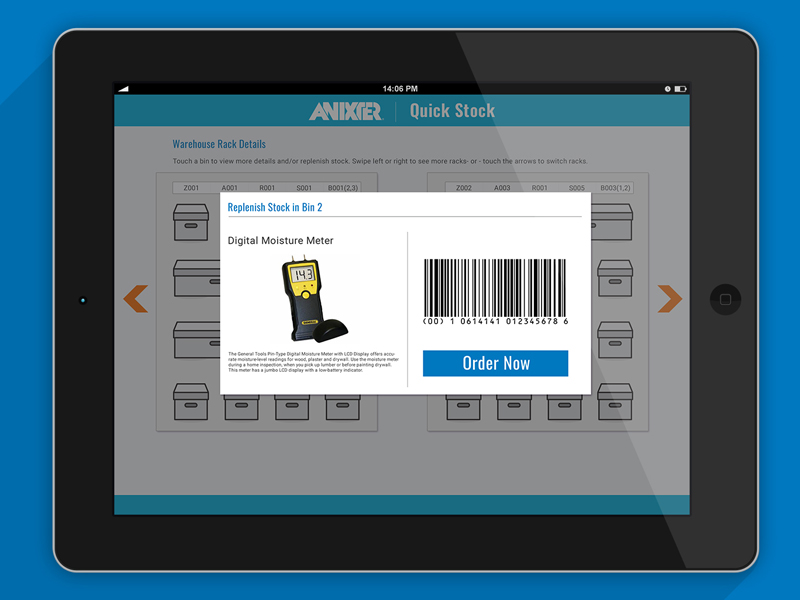 14:06 PM
ANIXTER Quick Stock
Warehouse Rack Details
Touch a bin to view more details and/or replenish stock. Swipe left or right to see more racks- or - touch the arrows to switch racks.
Z001 A001 R001 S001 B001(2,3)
Z002 A003 R001 S005 B003(1,2)
Replenish Stock in Bin 2
Digital Moisture Meter
14.3
The General Tools Pin-Type Digital Moisture Meter with LCD Display offers accu
rate moisture-level readings for wood, plaster and drywall. Use the moisture meter
during a home inspection, when you pick up lumber or before painting drywall.
This meter has a jumbo LCD display with a low-battery indicator.
(00) 1 0614141 012345678 6
Order Now